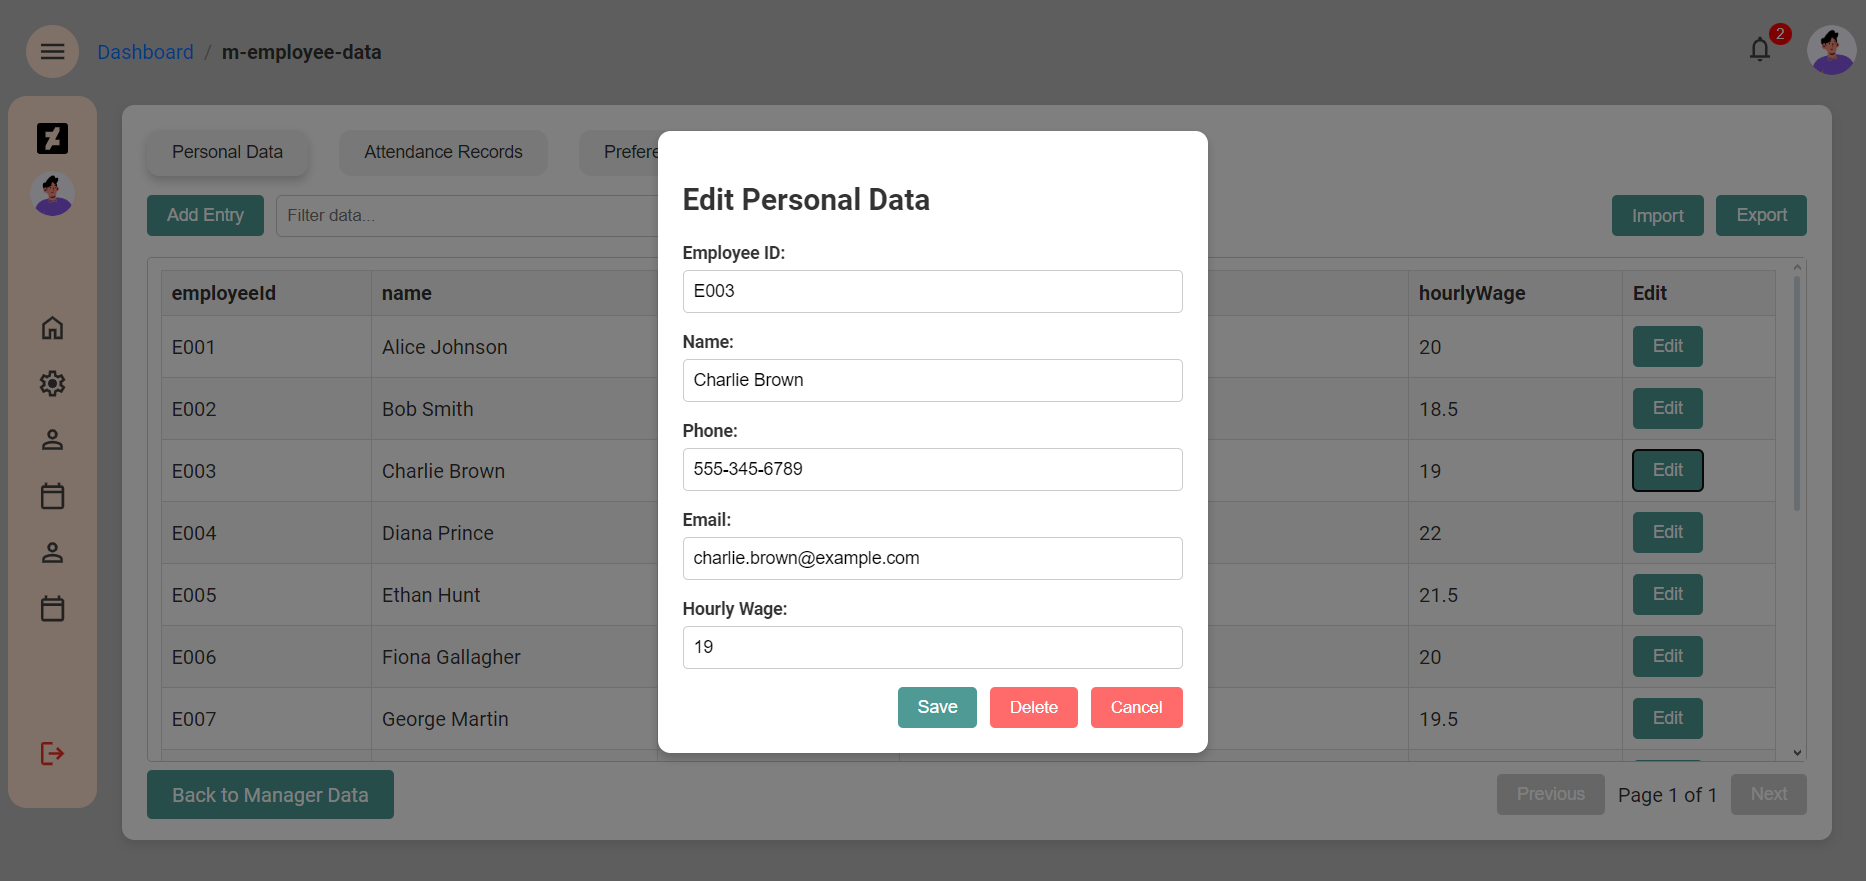 Dashboard / m-employee-data
2
Personal Data
Attendance Records
Prefere
Add Entry
Filter data...
Import
Export
employeeId name hourlyWage Edit
E001 Alice Johnson 20 Edit
E002 Bob Smith 18.5 Edit
E003 Charlie Brown 19 Edit
E004 Diana Prince 22 Edit
E005 Ethan Hunt 21.5 Edit
E006 Fiona Gallagher 20 Edit
E007 George Martin 19.5 Edit
Back to Manager Data
Previous Page 1 of 1 Next
Edit Personal Data
Employee ID:
E003
Name:
Charlie Brown
Phone:
555-345-6789
Email:
charlie.brown@example.com
Hourly Wage:
19
Save Delete Cancel